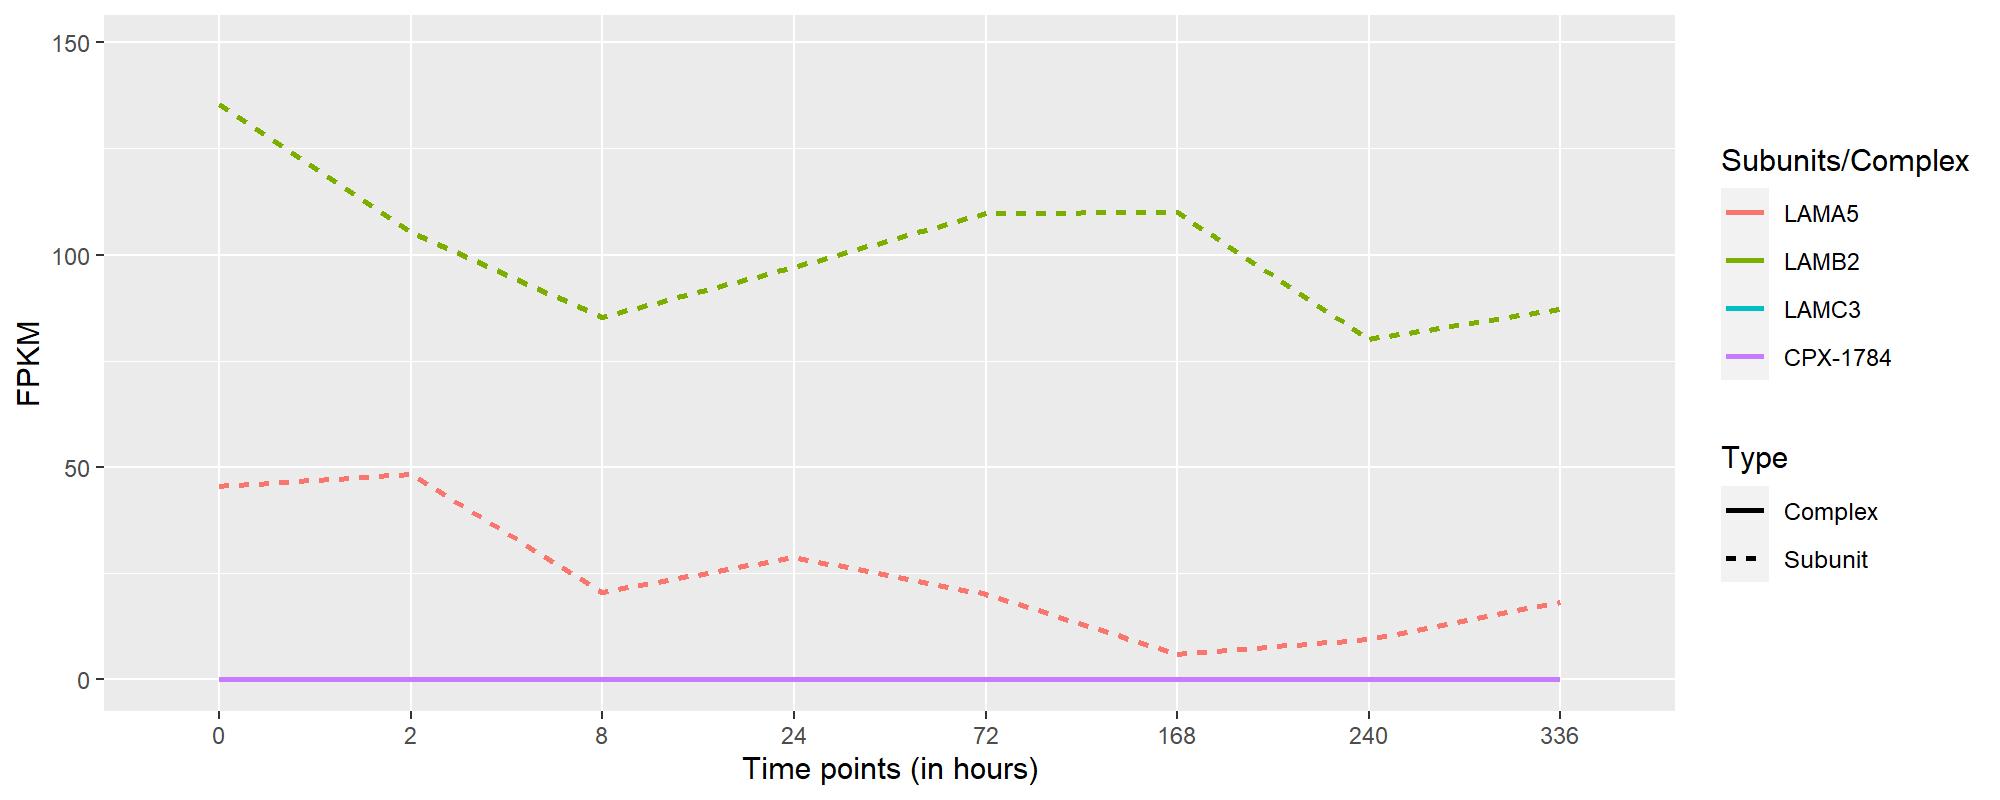 150
100
50
0
FPKM
0 2 8 24 72 168 240 336
Time points (in hours)
Subunits/Complex
LAMA5
LAMB2
LAMC3
CPX-1784
Type
Complex
Subunit